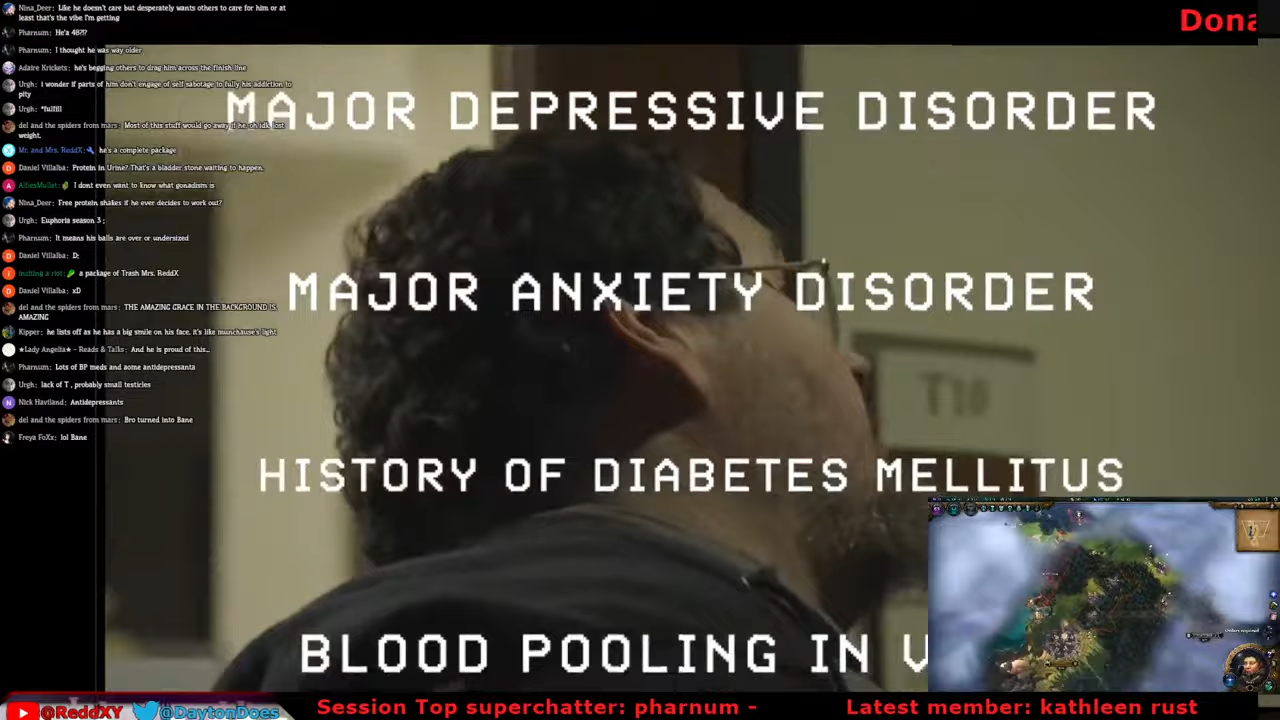 Nina_Deer: Like he doesn't care but desperately wants others to care for him or at
least that's the vibe I'm getting
Pharnum: He'a 48?!?
Pharnum: I thought he was way older
Adaire Krickets: he's begging others to drag him across the finish line
Urgh: i wonder if parts of him don't engage of self sabotage to fully his addiction to
pity
Urgh: *fulfill
del and the spiders from mars: Most of this stuff would go away if he, oh idk, lost
weight.
Mr. and Mrs. ReddX: he's a complete package
Daniel Villalba: Protein in Urine? That's a bladder stone waiting to happen.
AlliesMullet: I dont even want to know what gonadism is
Nina_Deer: Free protein shakes if he ever decides to work out?
Urgh: Euphoria season 3 ;
Pharnum: It means his balls are over or undersized
Daniel Villalba: D:
inciting a riot: a package of Trash Mrs. ReddX
Daniel Villalba: xD
del and the spiders from mars: THE AMAZING GRACE IN THE BACKGROUND IS
AMAZING
Kipper: he lists off as he has a big smile on his face, it's like munchause's light
★Lady Angelia★ - Reads & Talks: And he is proud of this...
Pharnum: Lots of BP meds and aome antidepressanta
Urgh: lack of T , probably small testicles
Nick Haviland: Antidepressants
del and the spiders from mars: Bro turned into Bane
Freya FoXx: lol Bane
Dona
MAJOR DEPRESSIVE DISORDER
MAJOR ANXIETY DISORDER
T10
HISTORY OF DIABETES MELLITUS
BLOOD POOLING IN V
@ReddXY
@DaytonDoes
Session Top superchatter: pharnum -
Latest member: kathleen rust